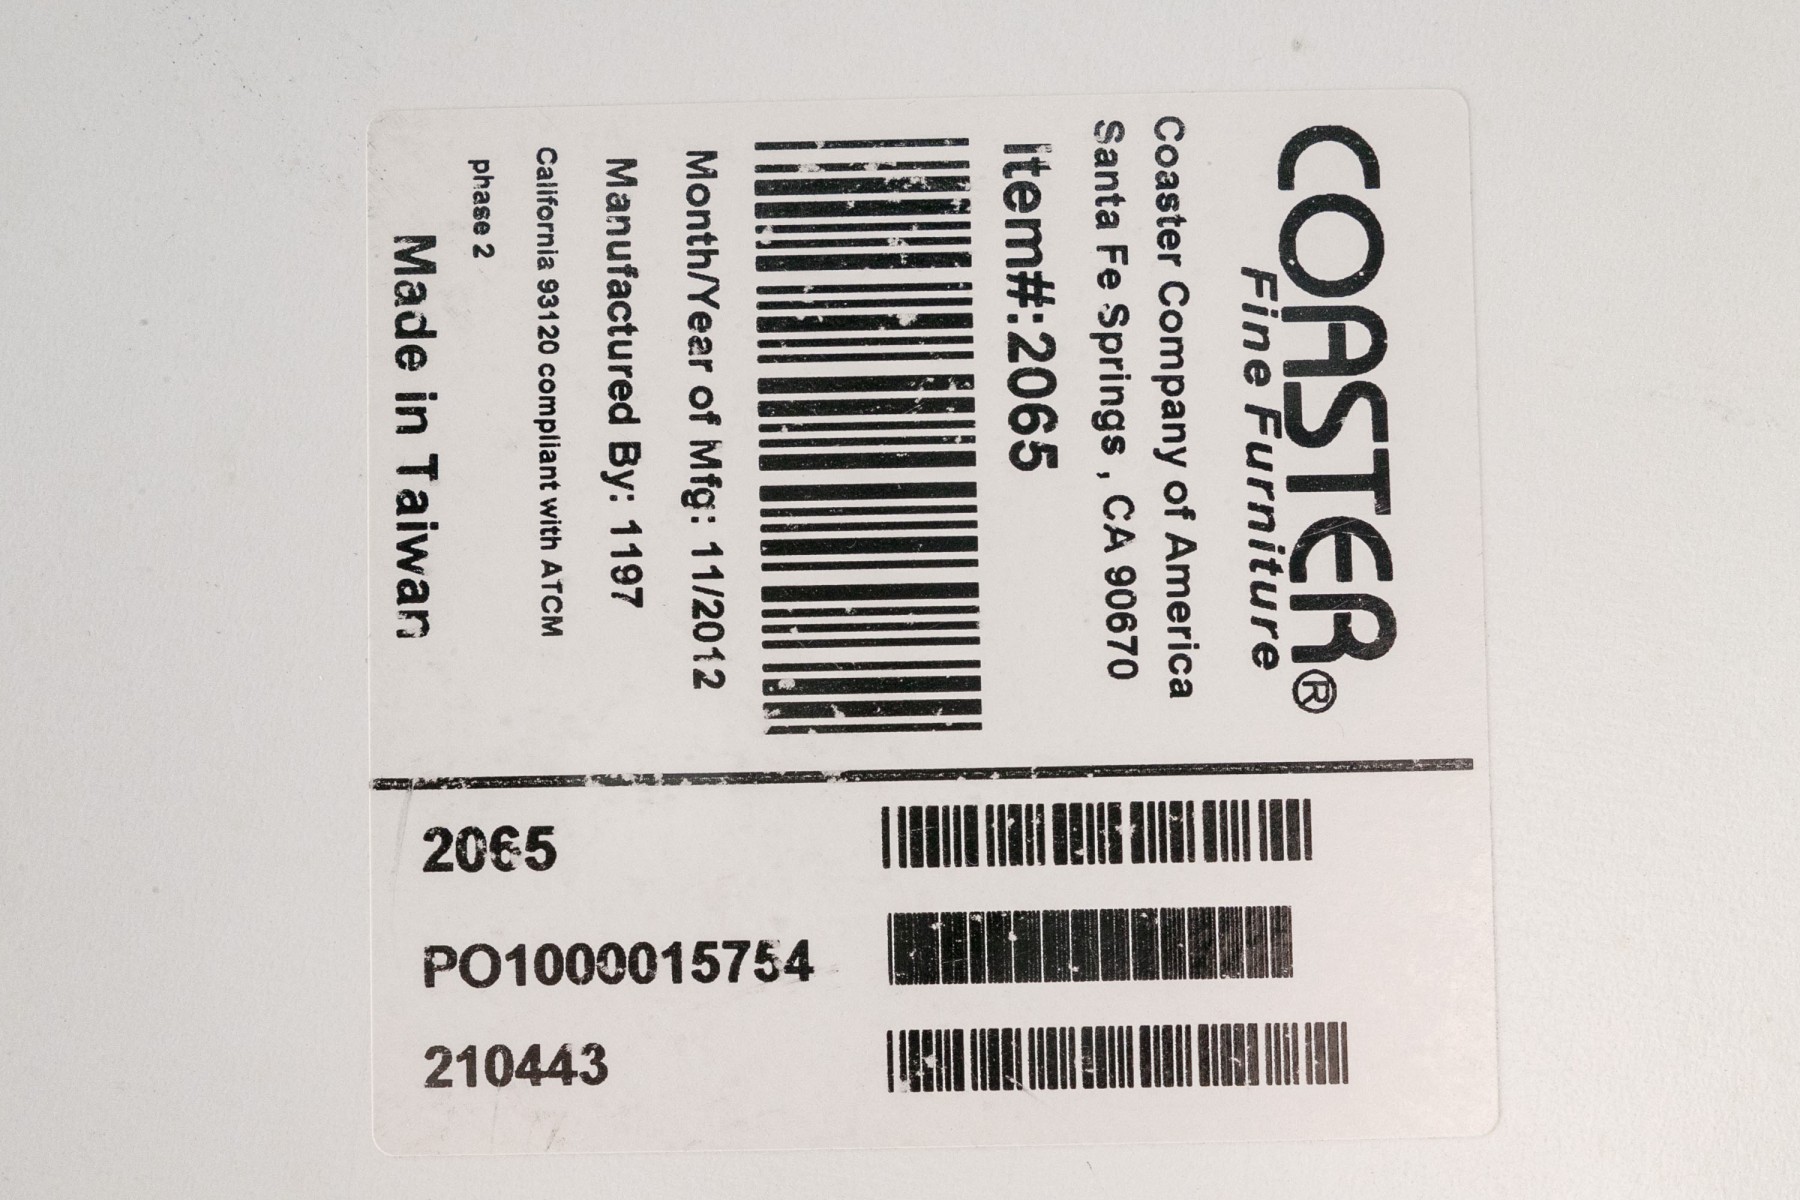 COASTER®
Fine Furniture
Coaster Company of America
Santa Fe Springs , CA 90670
Item#:2065
Month/Year of Mfg: 11/2012
Manufactured By: 1197
California 93120 compliant with ATCM
phase 2
Made in Taiwan
2065
PO1000015754
210443